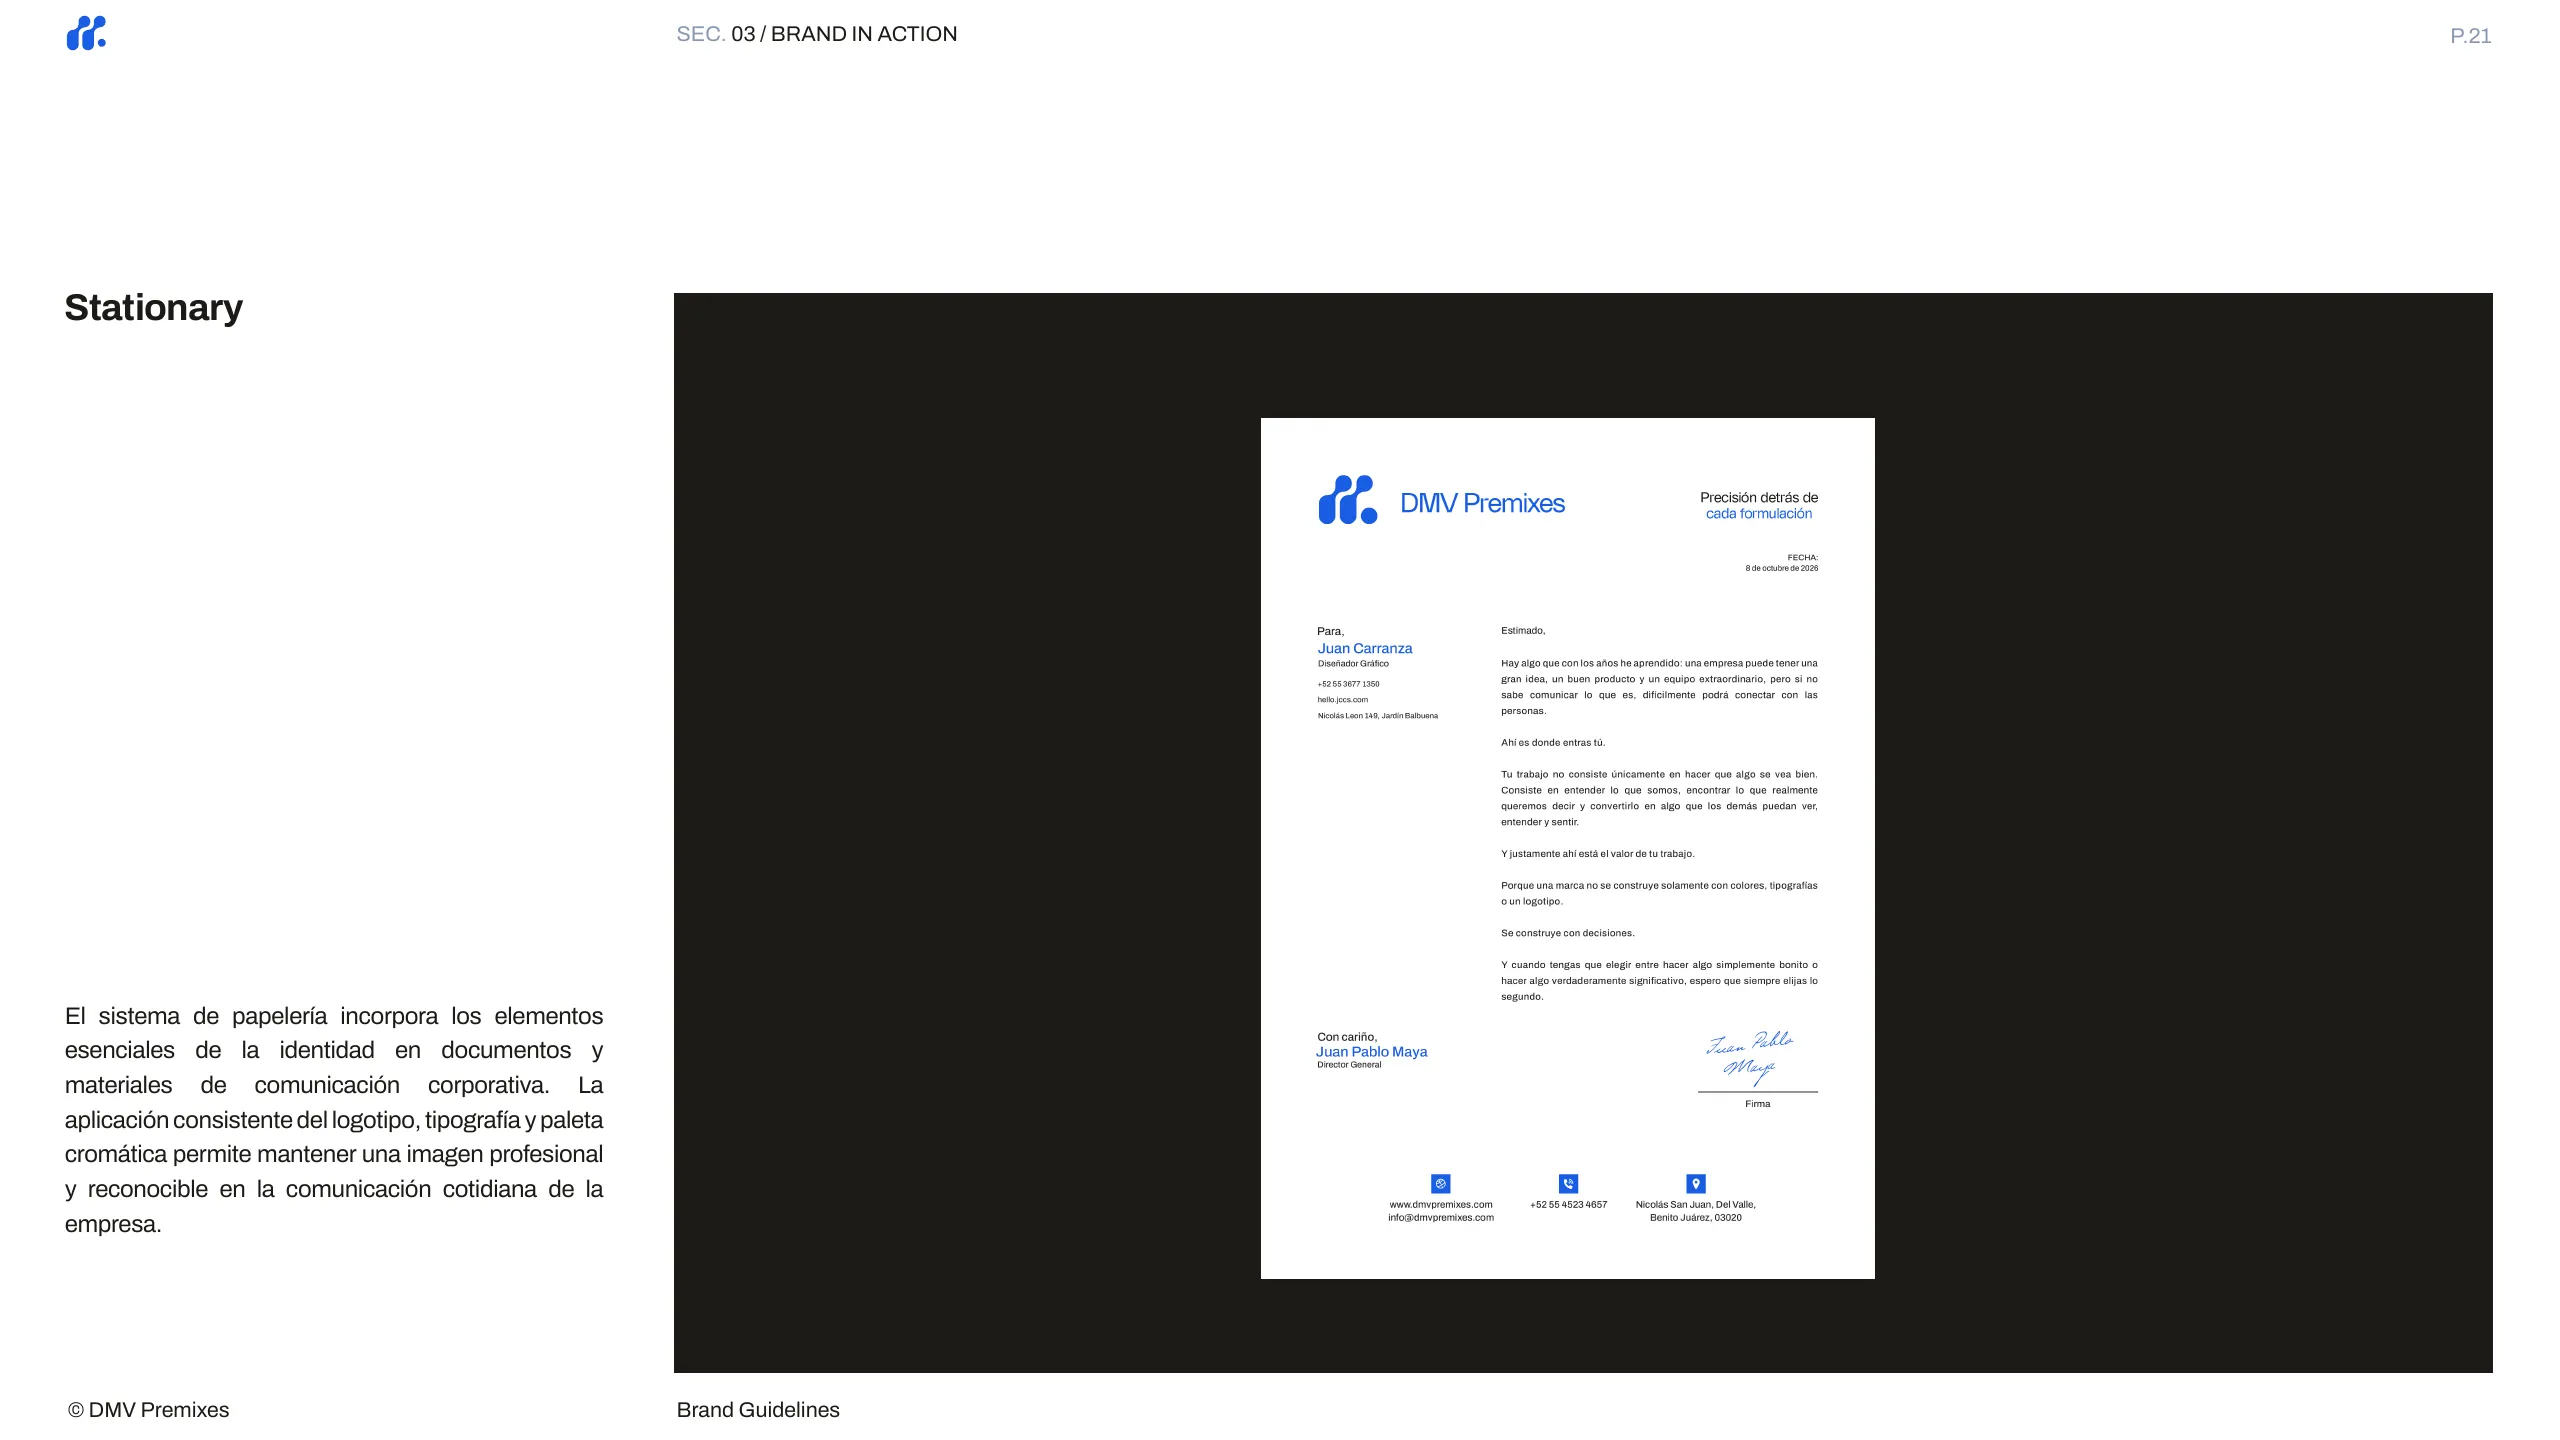 SEC. 03 / BRAND IN ACTION
P.21
Stationary
El sistema de papelería incorpora los elementos
esenciales de la identidad en documentos y
materiales de comunicación corporativa. La
aplicación consistente del logotipo, tipografía y paleta
cromática permite mantener una imagen profesional
y reconocible en la comunicación cotidiana de la
empresa.
DMV Premixes
Precisión detrás de
cada formulación
FECHA:
8 de octubre de 2026
Para,
Juan Carranza
Diseñador Gráfico
+52 55 3677 1350
hello.jccs.com
Nicolás Leon 149, Jardín Balbuena
Estimado,
Hay algo que con los años he aprendido: una empresa puede tener una
gran idea, un buen producto y un equipo extraordinario, pero si no
sabe comunicar lo que es, difícilmente podrá conectar con las
personas.
Ahí es donde entras tú.
Tu trabajo no consiste únicamente en hacer que algo se vea bien.
Consiste en entender lo que somos, encontrar lo que realmente
queremos decir y convertirlo en algo que los demás puedan ver,
entender y sentir.
Y justamente ahí está el valor de tu trabajo.
Porque una marca no se construye solamente con colores, tipografías
o un logotipo.
Se construye con decisiones.
Y cuando tengas que elegir entre hacer algo simplemente bonito o
hacer algo verdaderamente significativo, espero que siempre elijas lo
segundo.
Con cariño,
Juan Pablo Maya
Director General
Juan Pablo
Maya
Firma
www.dmvpremixes.com
info@dmvpremixes.com
+52 55 4523 4657
Nicolás San Juan, Del Valle,
Benito Juárez, 03020
© DMV Premixes
Brand Guidelines